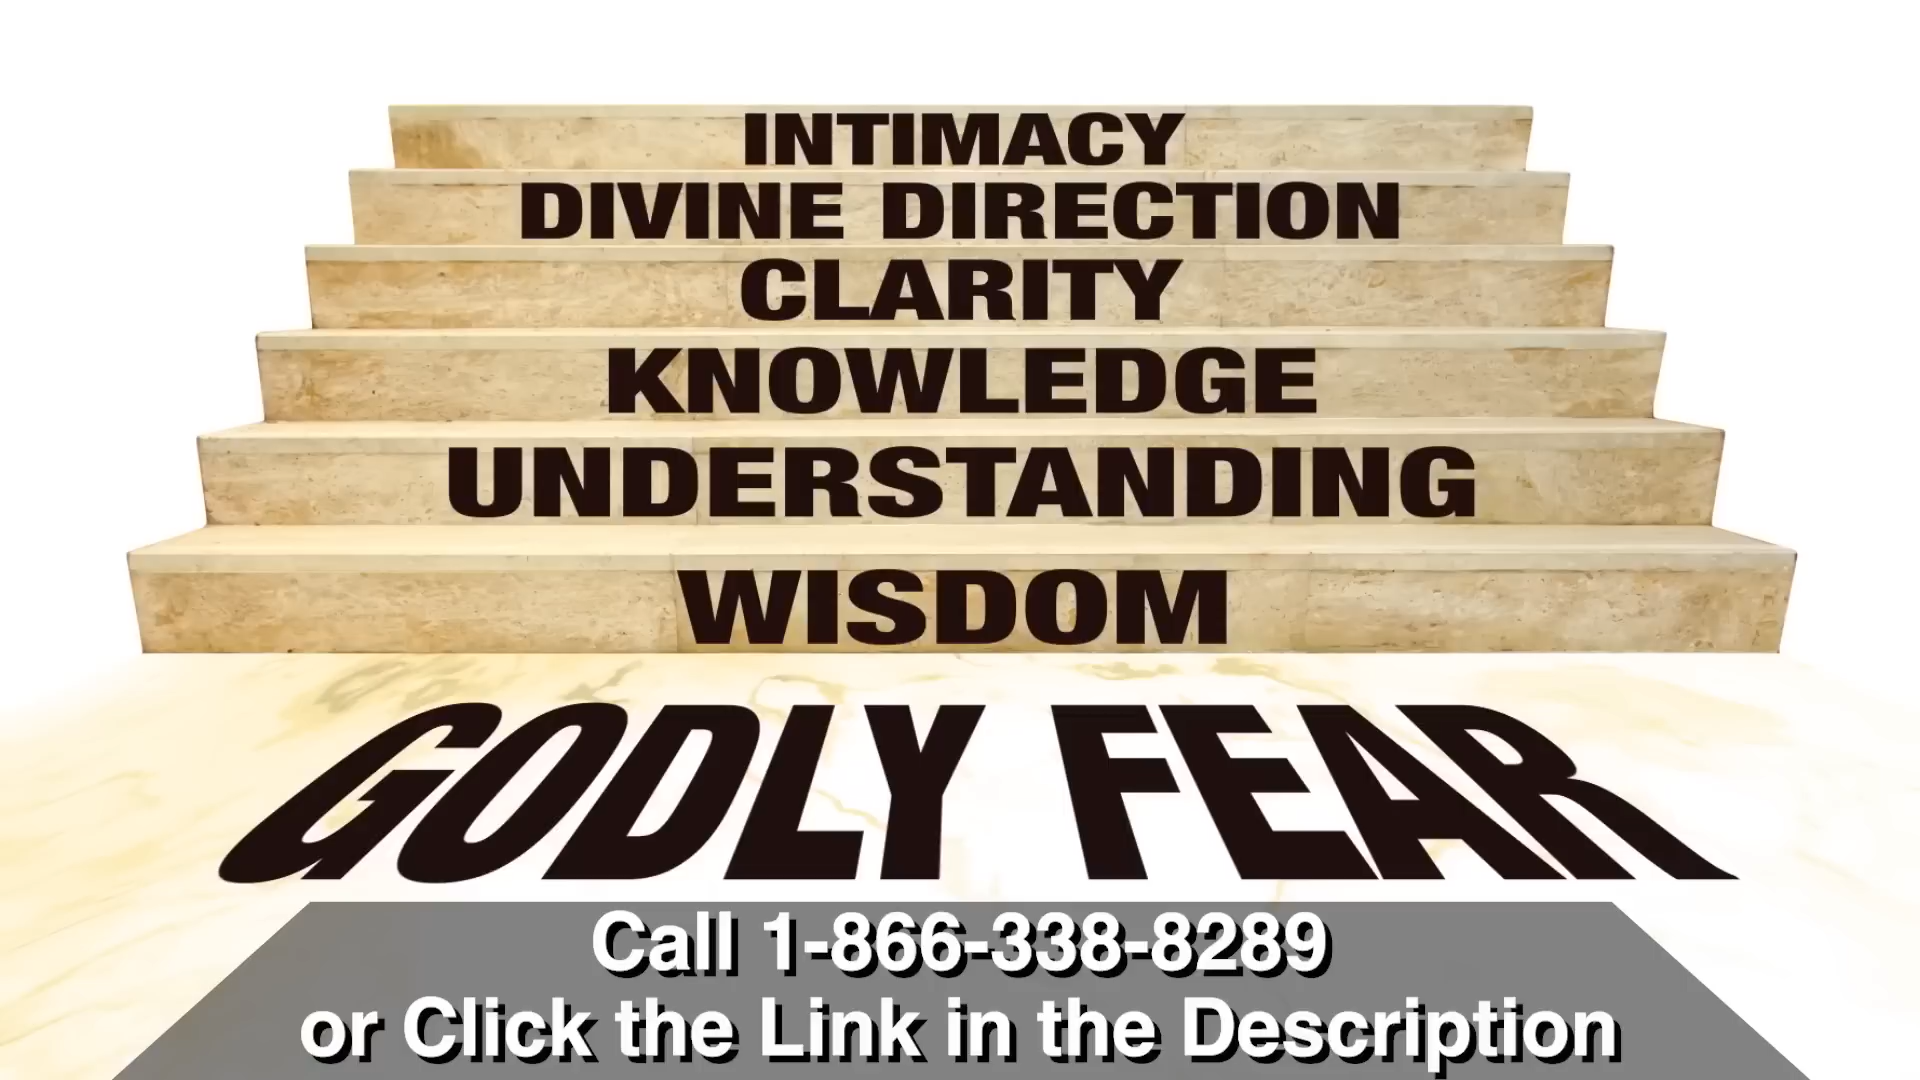 INTIMACY
DIVINE DIRECTION
CLARITY
KNOWLEDGE
UNDERSTANDING
WISDOM
GODLY FEAR
Call 1-866-338-8289
or Click the Link in the Description